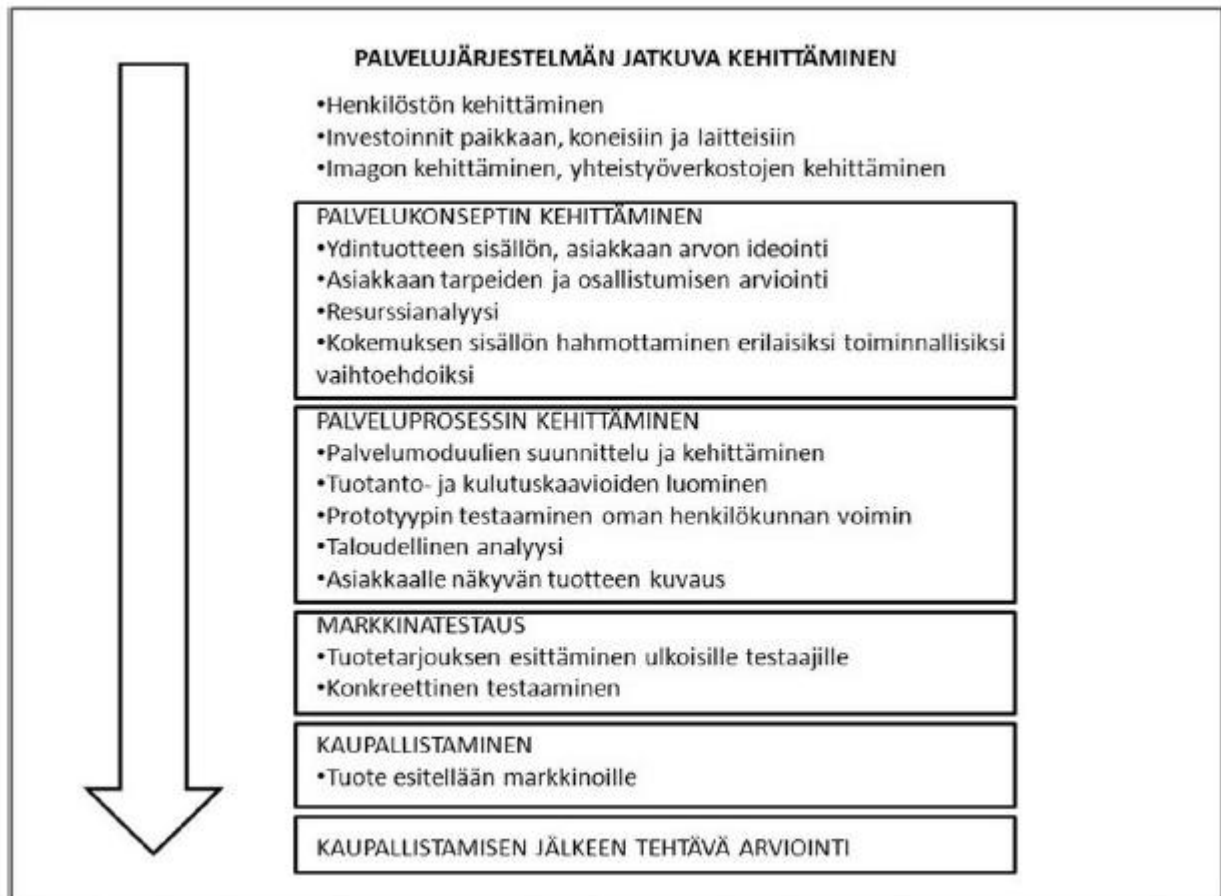 PALVELUJÄRJESTELMÄN JATKUVA KEHITTÄMINEN
•Henkilöstön kehittäminen
•Investoinnit paikkaan, koneisiin ja laitteisiin
•Imagon kehittäminen, yhteistyöverkostojen kehittäminen
PALVELUKONSEPTIN KEHITTÄMINEN
•Ydintuotteen sisällön, asiakkaan arvon ideointi
•Asiakkaan tarpeiden ja osallistumisen arviointi
•Resurssianalyysi
•Kokemuksen sisällön hahmottaminen erilaisiksi toiminnallisiksi
vaihtoehdoiksi
PALVELUPROSESSIN KEHITTÄMINEN
•Palvelumoduulien suunnittelu ja kehittäminen
•Tuotanto- ja kulutuskaavioiden luominen
•Prototyypin testaaminen oman henkilökunnan voimin
•Taloudellinen analyysi
•Asiakkaalle näkyvän tuotteen kuvaus
MARKKINATESTAUS
•Tuotetarjouksen esittäminen ulkoisille testaajille
•Konkreettinen testaaminen
KAUPALLISTAMINEN
•Tuote esitellään markkinoille
KAUPALLISTAMISEN JÄLKEEN TEHTÄVÄ ARVIOINTI